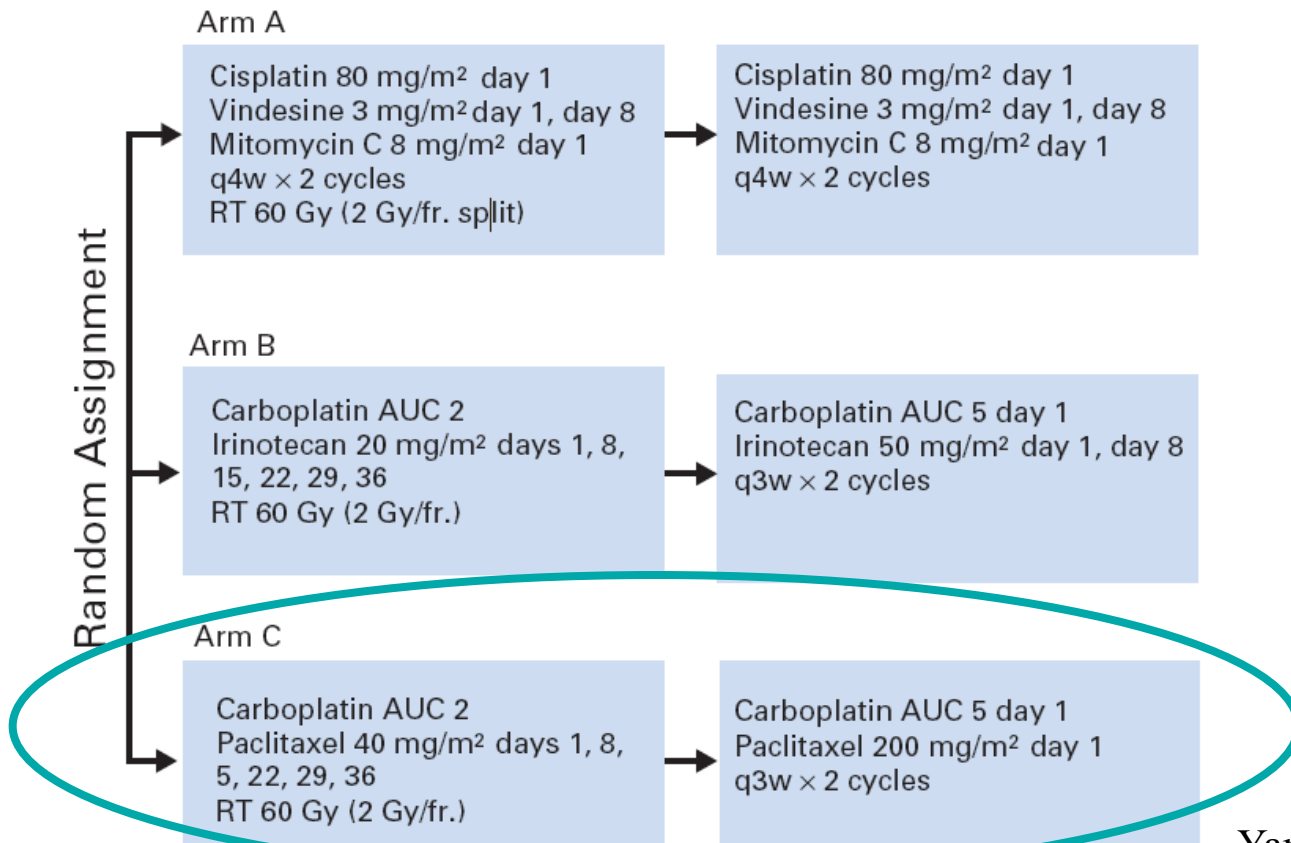 Arm A
Cisplatin 80 mg/m² day 1
Vindesine 3 mg/m² day 1, day 8
Mitomycin C 8 mg/m² day 1
q4w × 2 cycles
RT 60 Gy (2 Gy/fr. split)
Cisplatin 80 mg/m² day 1
Vindesine 3 mg/m² day 1, day 8
Mitomycin C 8 mg/m² day 1
q4w × 2 cycles
Random Assignment
Arm B
Carboplatin AUC 2
Irinotecan 20 mg/m² days 1, 8,
15, 22, 29, 36
RT 60 Gy (2 Gy/fr.)
Carboplatin AUC 5 day 1
Irinotecan 50 mg/m² day 1, day 8
q3w × 2 cycles
Arm C
Carboplatin AUC 2
Paclitaxel 40 mg/m² days 1, 8,
5, 22, 29, 36
RT 60 Gy (2 Gy/fr.)
Carboplatin AUC 5 day 1
Paclitaxel 200 mg/m² day 1
q3w × 2 cycles